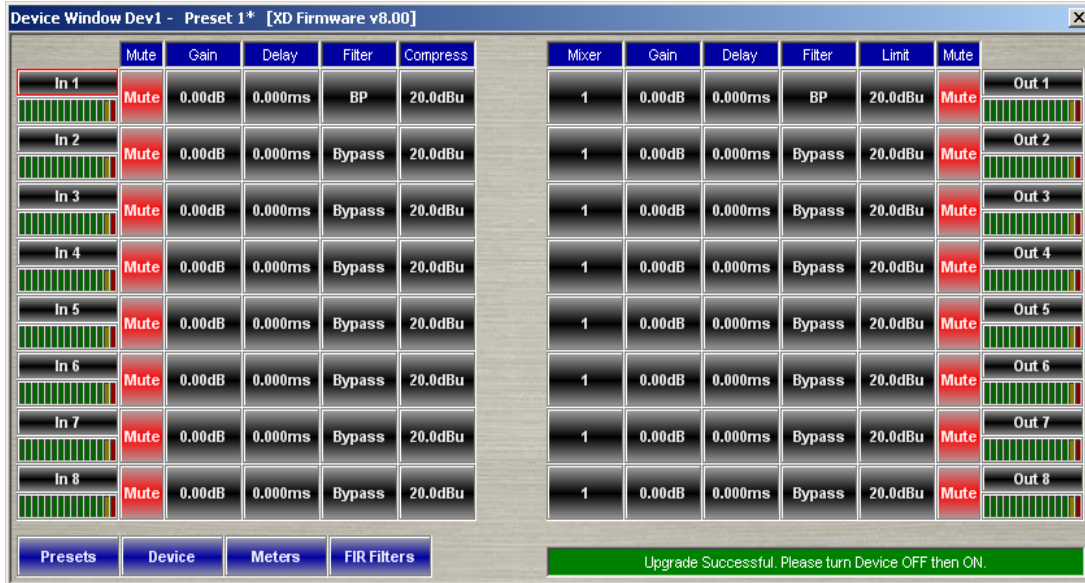 Device Window Dev1 - Preset 1* [XD Firmware v8.00]
Mute Gain Delay Filter Compress Mixer Gain Delay Filter Limit Mute
In 1 Mute 0.00dB 0.000ms BP 20.0dBu 1 0.00dB 0.000ms BP 20.0dBu Mute Out 1
In 2 Mute 0.00dB 0.000ms Bypass 20.0dBu 1 0.00dB 0.000ms Bypass 20.0dBu Mute Out 2
In 3 Mute 0.00dB 0.000ms Bypass 20.0dBu 1 0.00dB 0.000ms Bypass 20.0dBu Mute Out 3
In 4 Mute 0.00dB 0.000ms Bypass 20.0dBu 1 0.00dB 0.000ms Bypass 20.0dBu Mute Out 4
In 5 Mute 0.00dB 0.000ms Bypass 20.0dBu 1 0.00dB 0.000ms Bypass 20.0dBu Mute Out 5
In 6 Mute 0.00dB 0.000ms Bypass 20.0dBu 1 0.00dB 0.000ms Bypass 20.0dBu Mute Out 6
In 7 Mute 0.00dB 0.000ms Bypass 20.0dBu 1 0.00dB 0.000ms Bypass 20.0dBu Mute Out 7
In 8 Mute 0.00dB 0.000ms Bypass 20.0dBu 1 0.00dB 0.000ms Bypass 20.0dBu Mute Out 8
Presets Device Meters FIR Filters Upgrade Successful. Please turn Device OFF then ON.